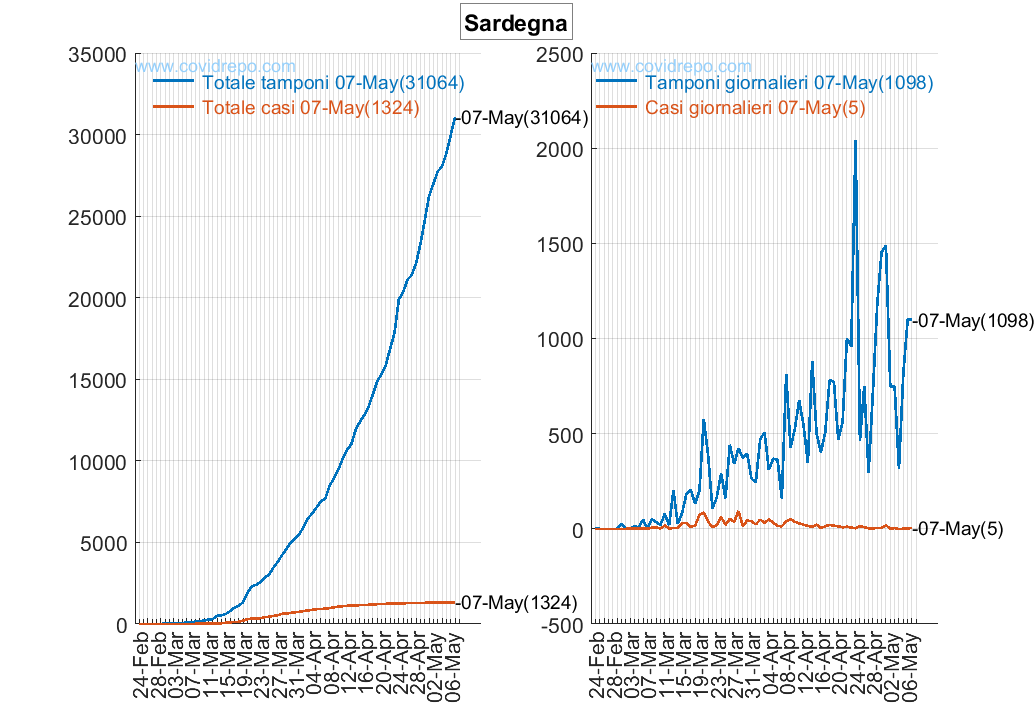 Sardegna
35000
30000
25000
20000
15000
10000
5000
0
www.covidrepo.com
Totale tamponi 07-May(31064)
Totale casi 07-May(1324)
07-May(31064)
07-May(1324)
24-Feb
28-Feb
03-Mar
07-Mar
11-Mar
15-Mar
19-Mar
23-Mar
27-Mar
31-Mar
04-Apr
08-Apr
12-Apr
16-Apr
20-Apr
24-Apr
28-Apr
02-May
06-May
2500
2000
1500
1000
500
0
-500
www.covidrepo.com
Tamponi giornalieri 07-May(1098)
Casi giornalieri 07-May(5)
07-May(1098)
07-May(5)
24-Feb
28-Feb
03-Mar
07-Mar
11-Mar
15-Mar
19-Mar
23-Mar
27-Mar
31-Mar
04-Apr
08-Apr
12-Apr
16-Apr
20-Apr
24-Apr
28-Apr
02-May
06-May